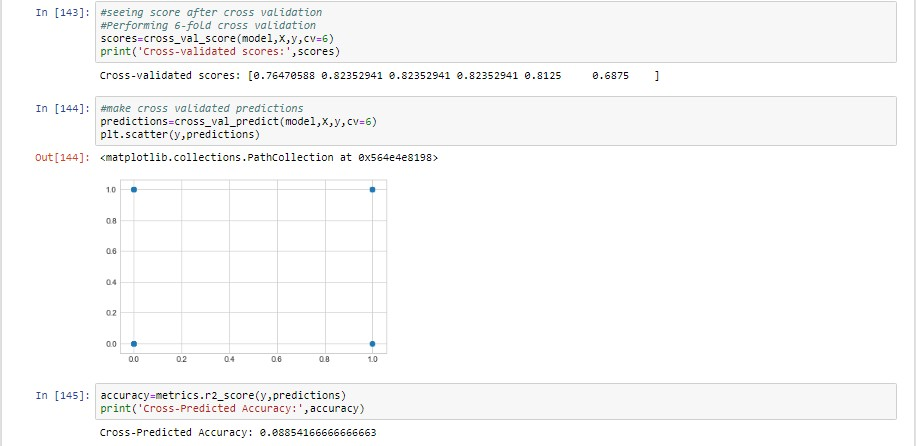 In [143]: #seeing score after cross validation
#Performing 6-fold cross validation
scores=cross_val_score(model,X,y,cv=6)
print('Cross-validated scores:',scores)
Cross-validated scores: [0.76470588 0.82352941 0.82352941 0.82352941 0.8125     0.6875    ]
In [144]: #make cross validated predictions
predictions=cross_val_predict(model,X,y,cv=6)
plt.scatter(y,predictions)
Out[144]: <matplotlib.collections.PathCollection at 0x564e4e8198>
1.0
0.8
0.6
0.4
0.2
0.0
0.0 0.2 0.4 0.6 0.8 1.0
In [145]: accuracy=metrics.r2_score(y,predictions)
print('Cross-Predicted Accuracy:',accuracy)
Cross-Predicted Accuracy: 0.08854166666666663